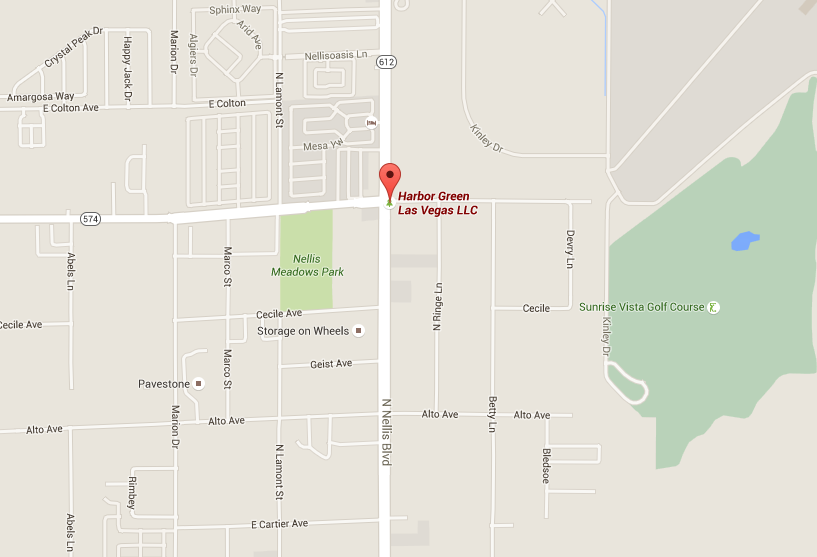 Sphinx Way
Arid Ave
Crystal Peak Dr
Happy Jack Dr
Marion Dr
Algiers Dr
Nellisoasis Ln
612
N Lamont St
Amargosa Way
E Colton Ave
E Colton
Mesa Yw
Kinley Dr
Harbor Green
Las Vegas LLC
574
Abels Ln
Marco St
Nellis
Meadows Park
Devry Ln
N Ringe Ln
Cecile
Sunrise Vista Golf Course
Kinley Dr
Cecile Ave
Cecile Ave
Storage on Wheels
Geist Ave
Marco St
Pavestone
Marion Dr
Alto Ave
Alto Ave
Alto Ave
Alto Ave
Betty Ln
N Nellis Blvd
N Lamont St
Bledsoe
Rimbey
Abels Ln
E Cartier Ave